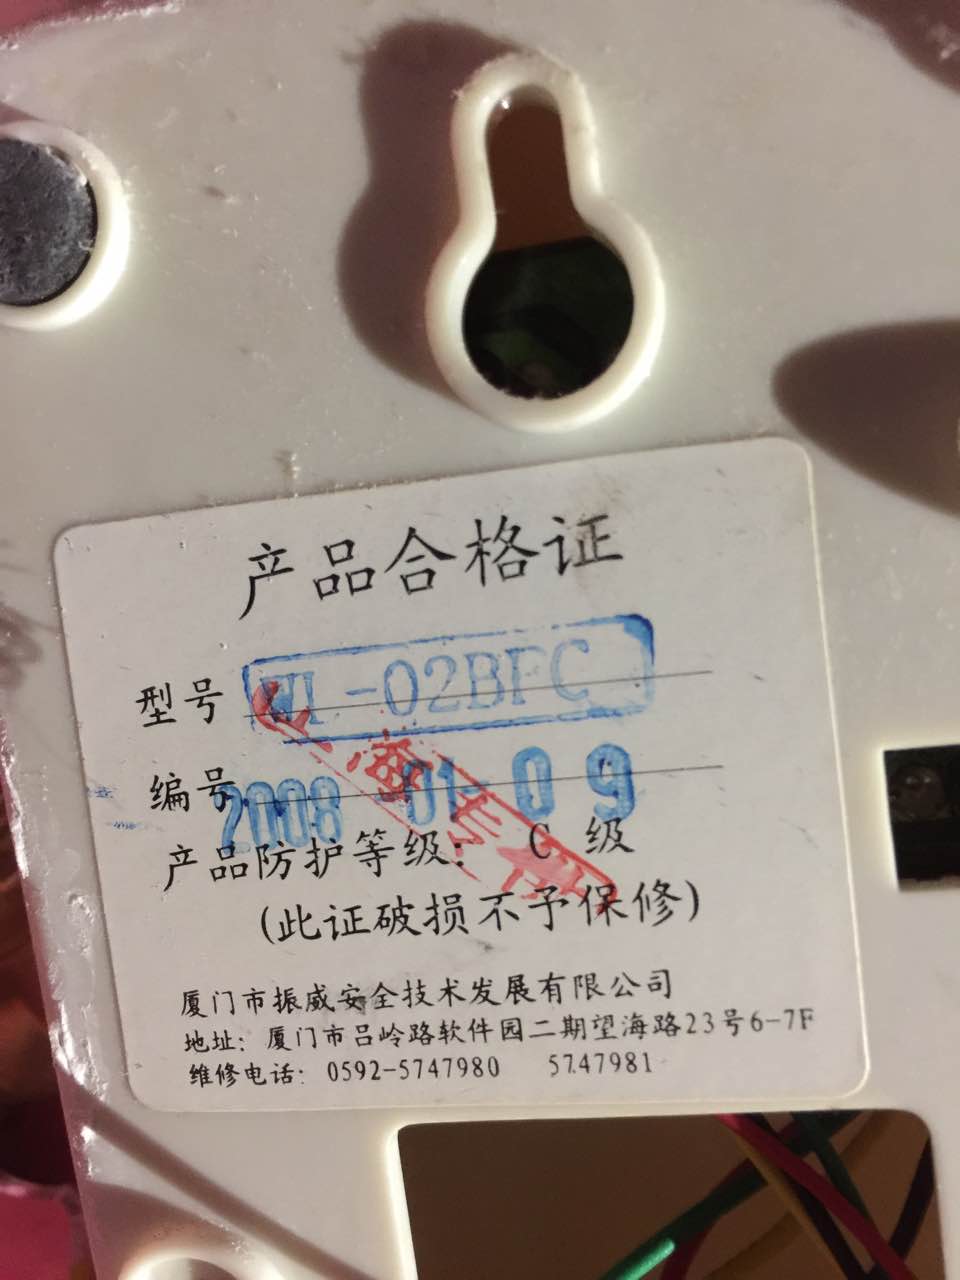 产品合格证
型号 WL-02BFC
编号 2008 01 09
产品防护等级: C 级
(此证破损不予保修)
厦门市振威安全技术发展有限公司
地址: 厦门市吕岭路软件园二期望海路23号6-7F
维修电话: 0592-5747980 5747981